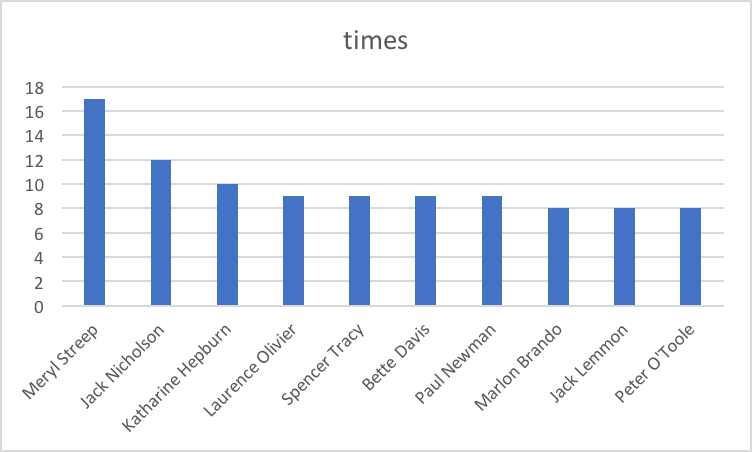 times
18
16
14
12
10
8
6
4
2
0
Meryl Streep
Jack Nicholson
Katharine Hepburn
Laurence Olivier
Spencer Tracy
Bette Davis
Paul Newman
Marlon Brando
Jack Lemmon
Peter O'Toole